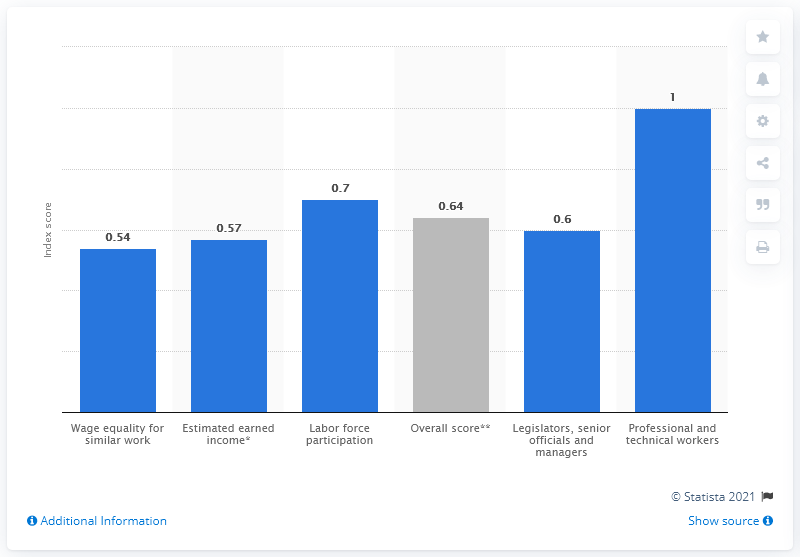 1
0.7
0.64
0.6
0.57
0.54
Index score
Wage equality for
similar work
Estimated earned
income*
Labor force
participation
Overall score**
Legislators, senior
officials and
managers
Professional and
technical workers
© Statista 2021
Additional Information
Show source